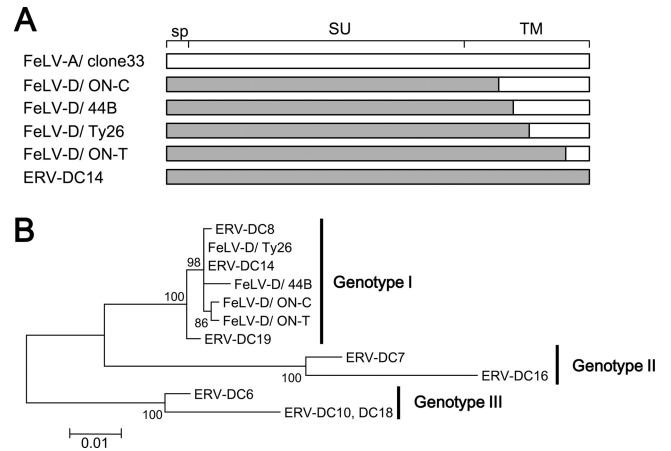 A
sp SU TM
FeLV-A/ clone33
FeLV-D/ ON-C
FeLV-D/ 44B
FeLV-D/ Ty26
FeLV-D/ ON-T
ERV-DC14
B
ERV-DC8
FeLV-D/ Ty26
98
ERV-DC14
FeLV-D/ 44B
Genotype I
100
FeLV-D/ ON-C
86
FeLV-D/ ON-T
ERV-DC19
ERV-DC7
Genotype II
100
ERV-DC16
ERV-DC6
Genotype III
100
ERV-DC10, DC18
0.01